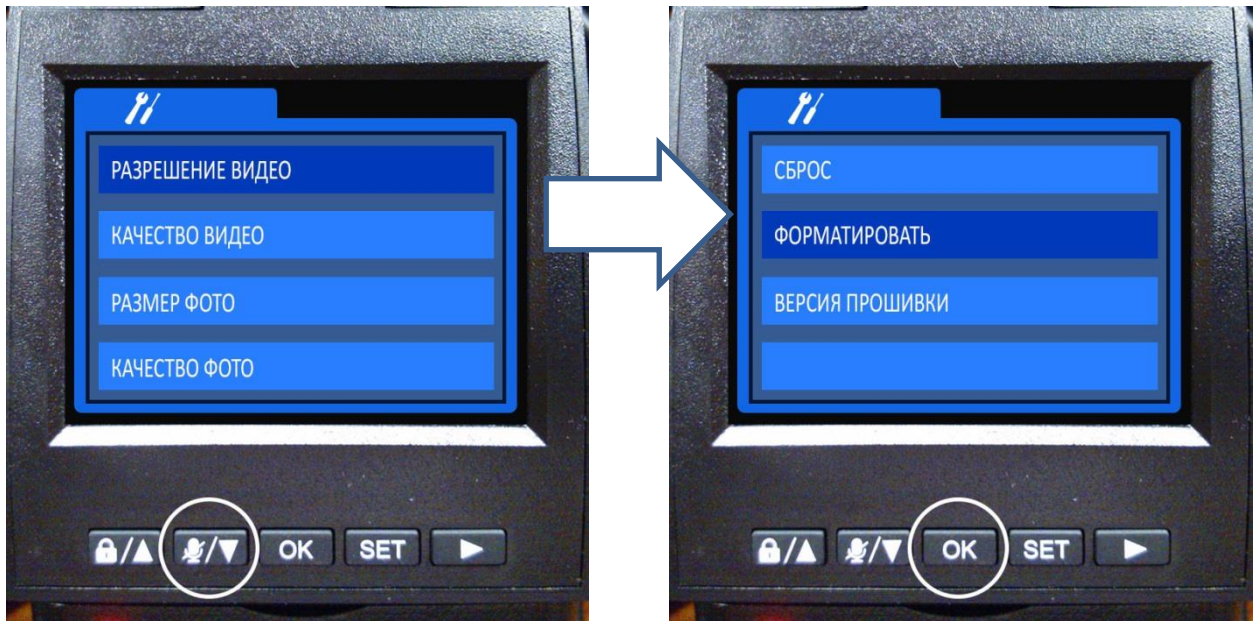 РАЗРЕШЕНИЕ ВИДЕО
КАЧЕСТВО ВИДЕО
РАЗМЕР ФОТО
КАЧЕСТВО ФОТО
OK SET
СБРОС
ФОРМАТИРОВАТЬ
ВЕРСИЯ ПРОШИВКИ
OK SET